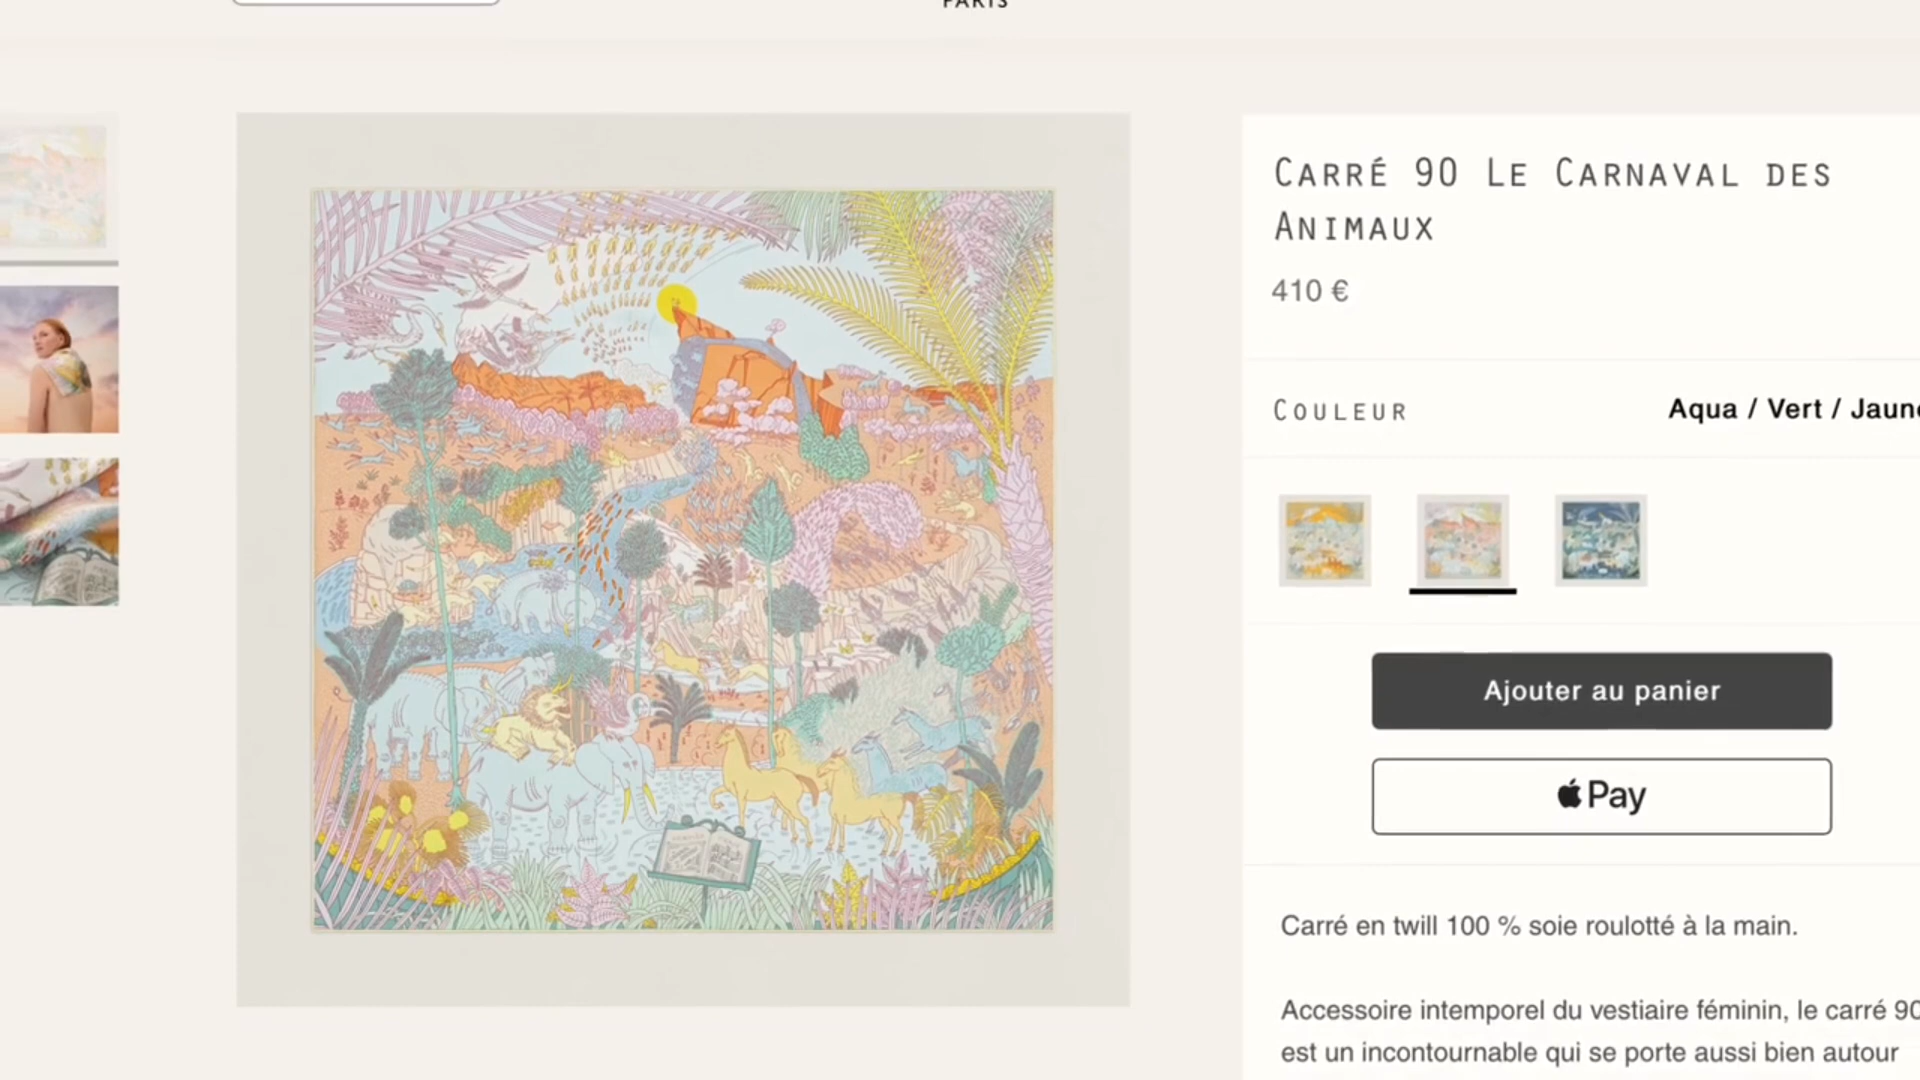 PARIS
Carré 90 Le Carnaval des
Animaux
410 €
Couleur
Aqua / Vert / Jaune
Ajouter au panier
Pay
Carré en twill 100 % soie roulotté à la main.
Accessoire intemporel du vestiaire féminin, le carré 90
est un incontournable qui se porte aussi bien autour